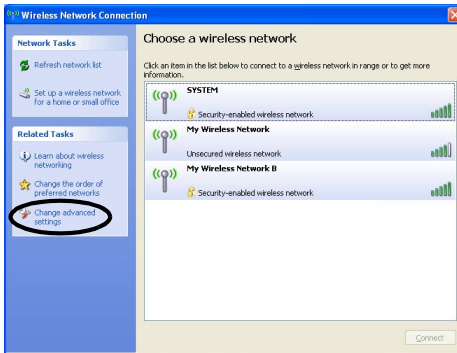 Wireless Network Connection
Choose a wireless network
Network Tasks
Refresh network list
Set up a wireless network
for a home or small office
Related Tasks
Learn about wireless
networking
Change the order of
preferred networks
Change advanced
settings
Click an item in the list below to connect to a wireless network in range or to get more
information.
SYSTEM
Security-enabled wireless network
My Wireless Network
Unsecured wireless network
My Wireless Network B
Security-enabled wireless network
Connect